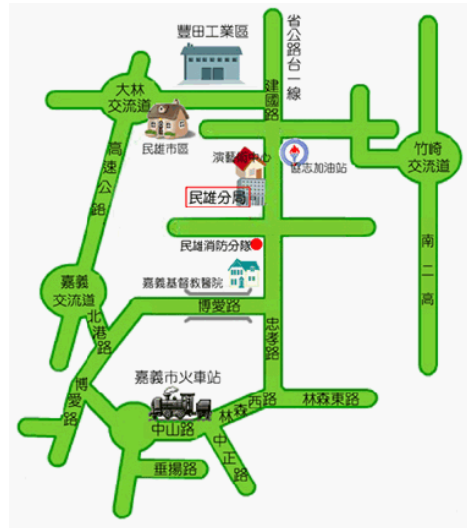 豐田工業區
省公路台一線
大林
交流道
建國路
民雄市區
演藝術中心
協志加油站
竹崎
交流道
高速公路
民雄分局
民雄消防分隊
南二高
嘉義
交流道
嘉義基督教醫院
博愛路
北港路
忠孝路
博愛路
嘉義市火車站
林森西路
林森東路
中山路
中正路
垂揚路